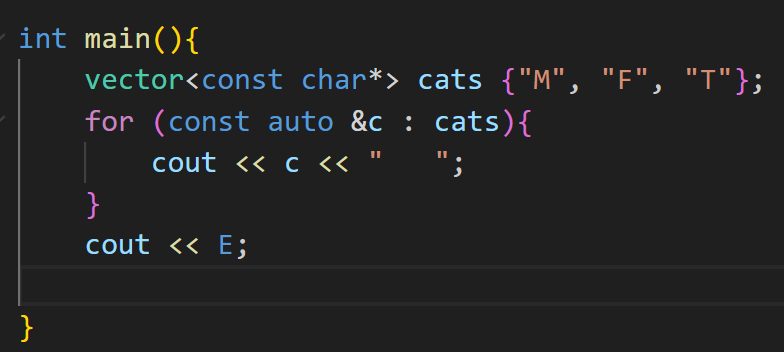 int main(){
    vector<const char*> cats {"M", "F", "T"};
    for (const auto &c : cats){
        cout << c << "   ";
    }
    cout << E;
}